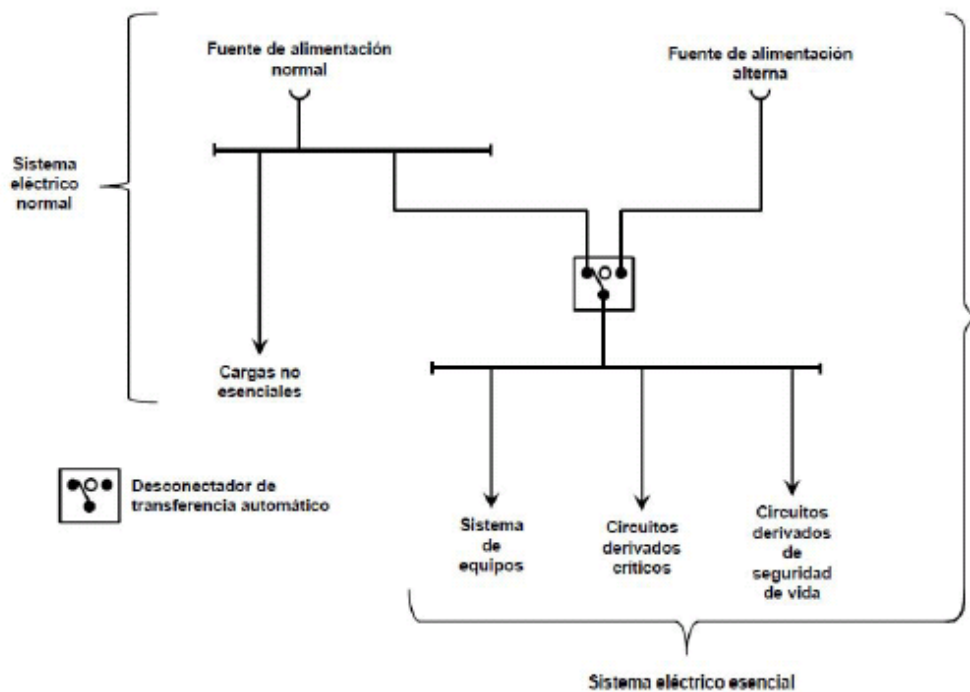 Fuente de alimentación
normal
Fuente de alimentación
alterna
Sistema
eléctrico
normal
Cargas no
esenciales
Desconectador de
transferencia automático
Sistema
de
equipos
Circuitos
derivados
críticos
Circuitos
derivados
de
seguridad
de vida
Sistema eléctrico esencial